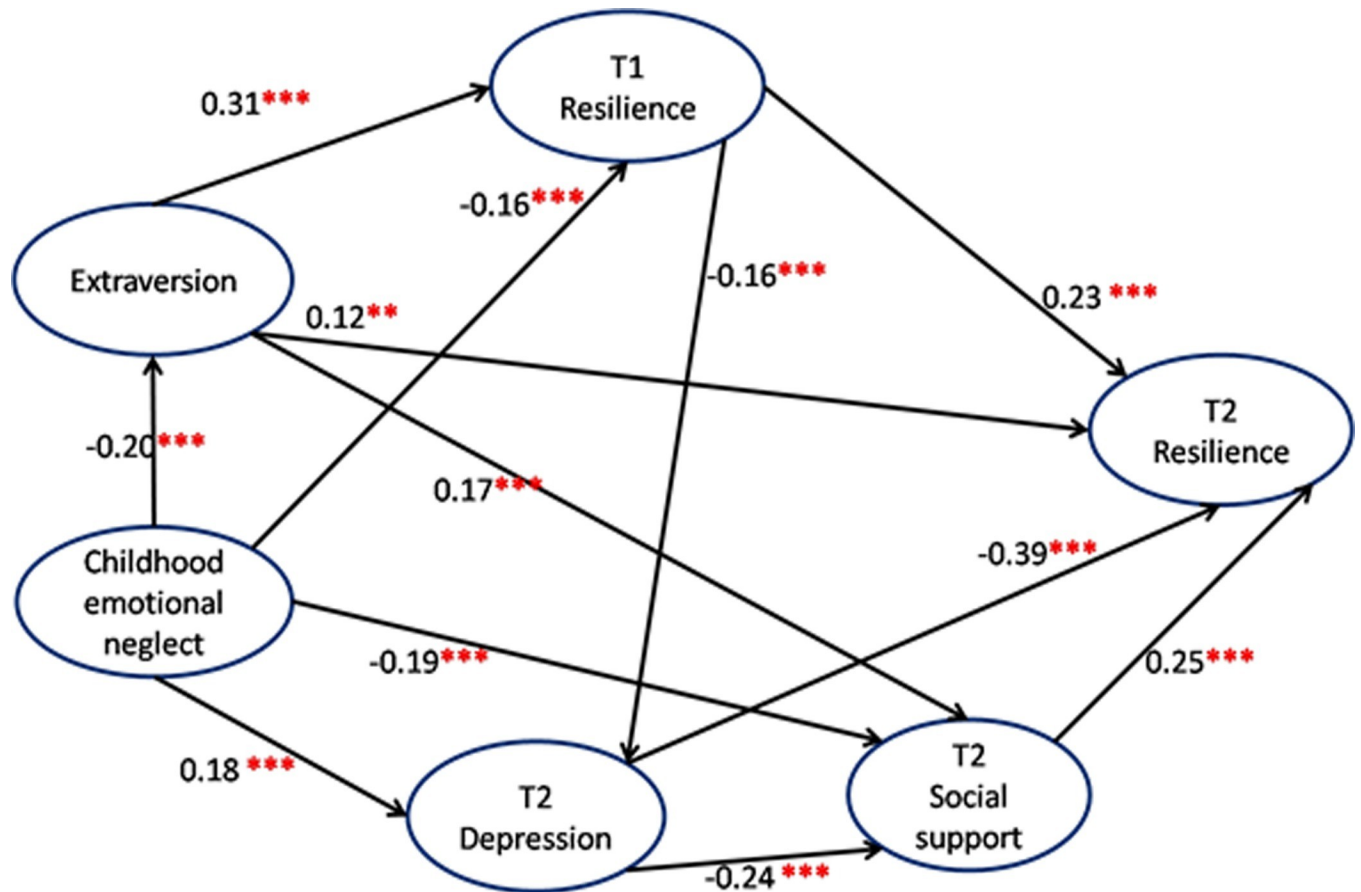 T1
Resilience
0.31***
-0.16***
Extraversion
-0.16***
0.12**
0.23 ***
T2
Resilience
-0.20***
0.17***
Childhood
emotional
neglect
-0.39***
-0.19***
0.25***
0.18 ***
T2
Depression
T2
Social
support
-0.24 ***